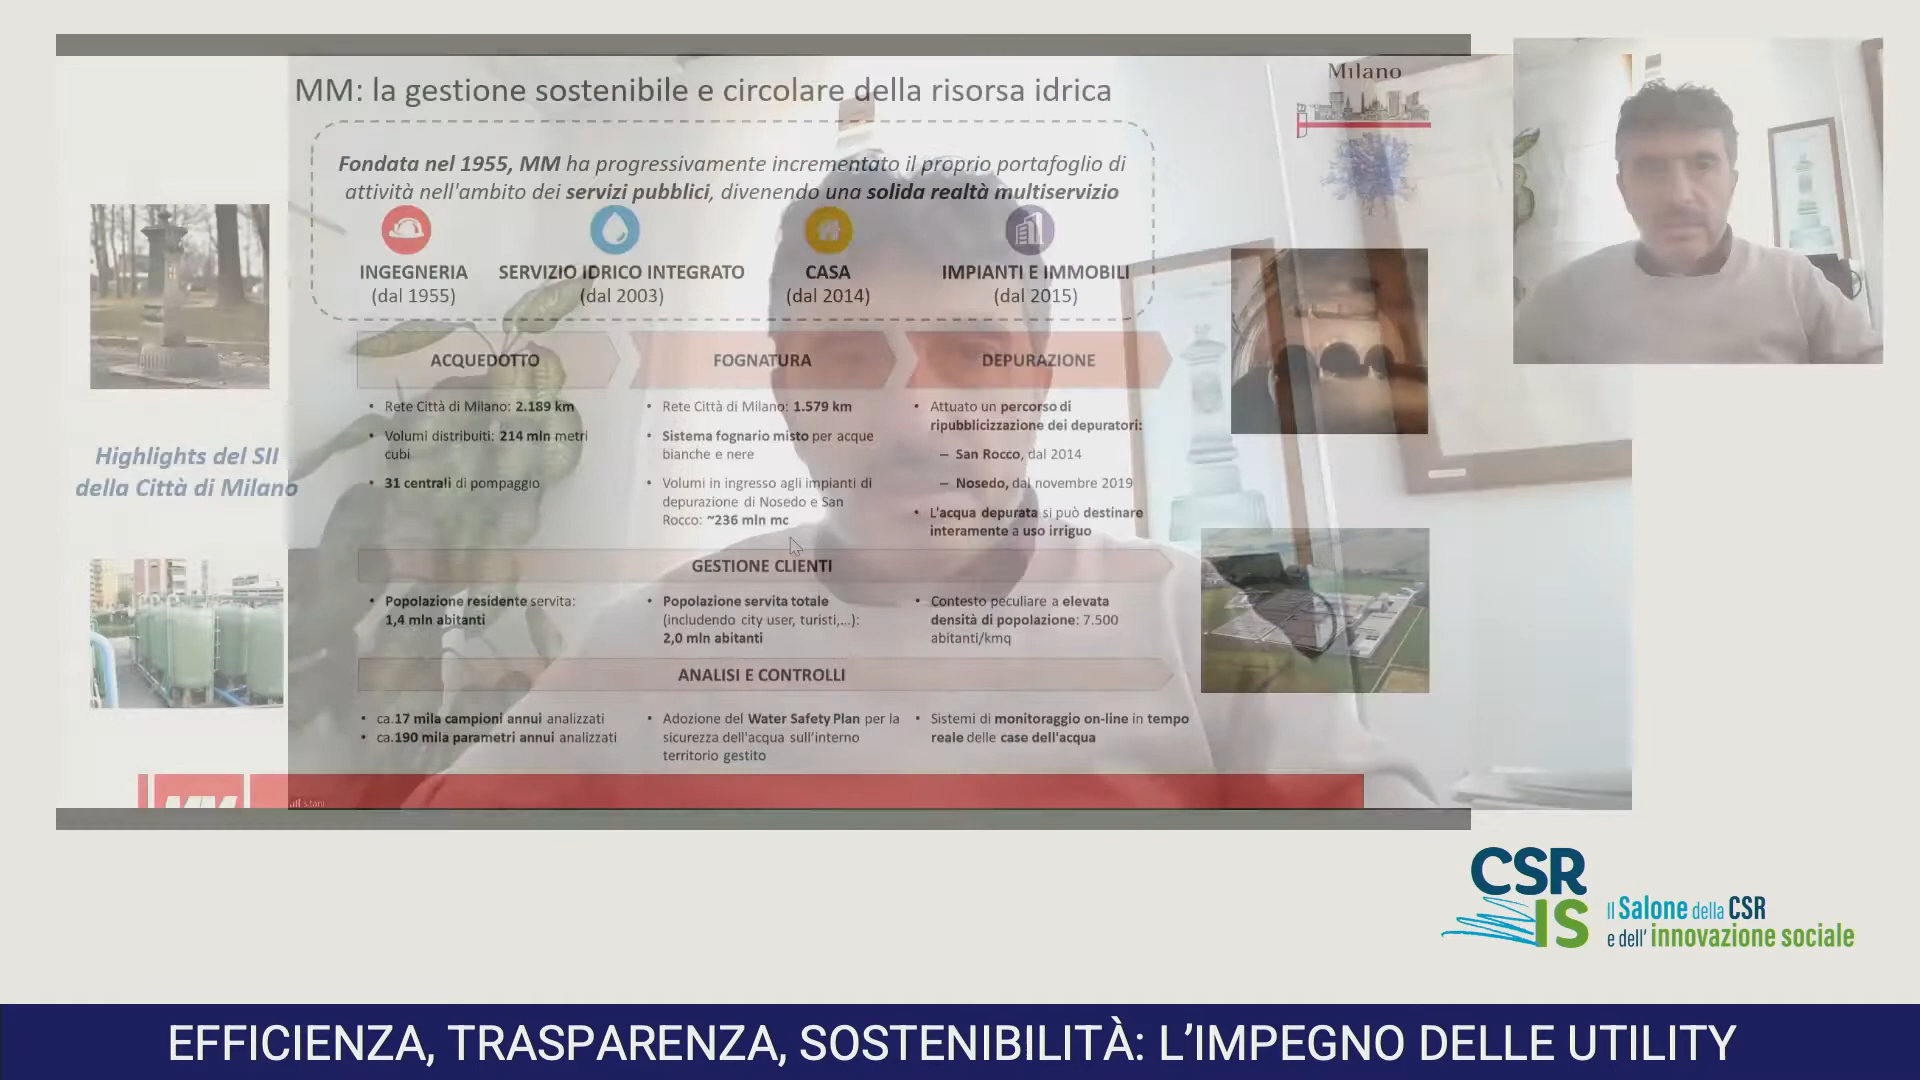 MM: la gestione sostenibile e circolare della risorsa idrica
Milano
Fondata nel 1955, MM ha progressivamente incrementato il proprio portafoglio di
attività nell'ambito dei servizi pubblici, divenendo una solida realtà multiservizio
INGEGNERIA
(dal 1955)
SERVIZIO IDRICO INTEGRATO
(dal 2003)
CASA
(dal 2014)
IMPIANTI E IMMOBILI
(dal 2015)
Highlights del SII
della Città di Milano
ACQUEDOTTO
• Rete Città di Milano: 2.189 km
• Volumi distribuiti: 214 mln metri
cubi
• 31 centrali di pompaggio
FOGNATURA
• Rete Città di Milano: 1.579 km
• Sistema fognario misto per acque
bianche e nere
• Volumi in ingresso agli impianti di
depurazione di Nosedo e San
Rocco: ~236 mln mc
DEPURAZIONE
• Attuato un percorso di
ripubblicizzazione dei depuratori:
– San Rocco, dal 2014
– Nosedo, dal novembre 2019
• L'acqua depurata si può destinare
interamente a uso irriguo
GESTIONE CLIENTI
• Popolazione residente servita:
1,4 mln abitanti
• Popolazione servita totale
(includendo city user, turisti,...):
2,0 mln abitanti
• Contesto peculiare a elevata
densità di popolazione: 7.500
abitanti/kmq
ANALISI E CONTROLLI
• ca.17 mila campioni annui analizzati
• ca.190 mila parametri annui analizzati
• Adozione del Water Safety Plan per la
sicurezza dell'acqua sull'interno
territorio gestito
• Sistemi di monitoraggio on-line in tempo
reale delle case dell'acqua
MM
CSR
IS
Il Salone della CSR
e dell' innovazione sociale
EFFICIENZA, TRASPARENZA, SOSTENIBILITÀ: L'IMPEGNO DELLE UTILITY